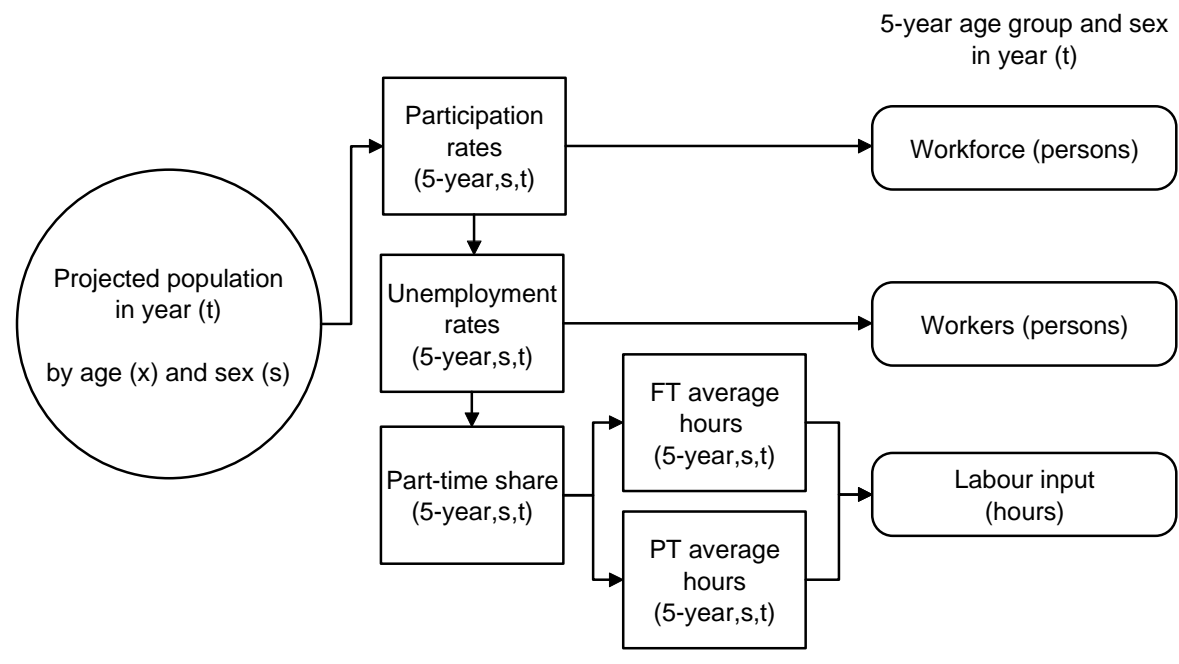 5-year age group and sex
in year (t)
Participation
rates
(5-year,s,t)
Workforce (persons)
Projected population
in year (t)
by age (x) and sex (s)
Unemployment
rates
(5-year,s,t)
Workers (persons)
FT average
hours
(5-year,s,t)
Part-time share
(5-year,s,t)
Labour input
(hours)
PT average
hours
(5-year,s,t)